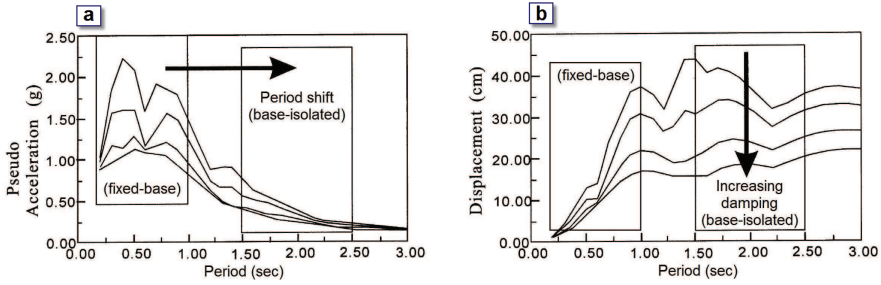 a
Pseudo
Acceleration (g)
2.50
2.00
1.50
1.00
0.50
0.00
Period shift
(base-isolated)
(fixed-base)
0.00 0.50 1.00 1.50 2.00 2.50 3.00
Period (sec)
b
Displacement (cm)
50.00
40.00
30.00
20.00
10.00
0.00
(fixed-base)
Increasing
damping
(base-isolated)
0.00 0.50 1.00 1.50 2.00 2.50 3.00
Period (sec)